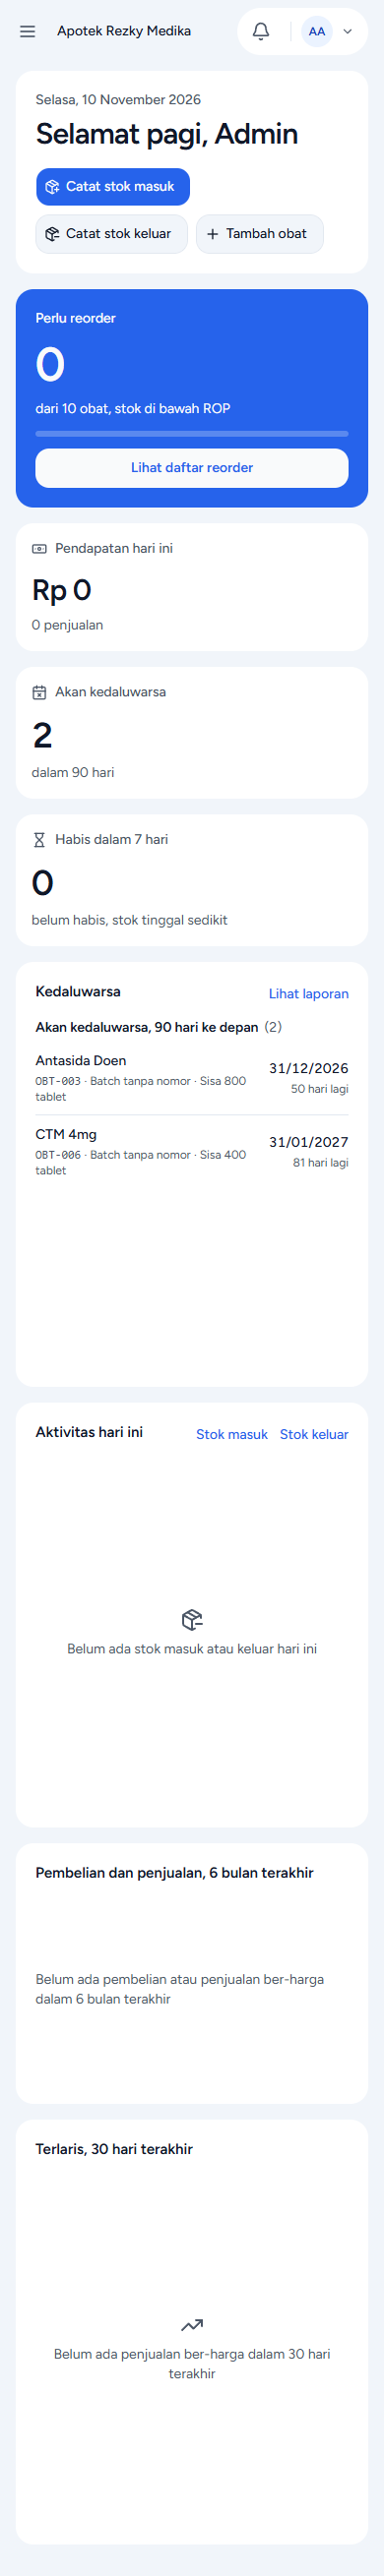 Apotek Rezky Medika
AA
Selasa, 10 November 2026
Selamat pagi, Admin
Catat stok masuk
Catat stok keluar
Tambah obat
Perlu reorder
0
dari 10 obat, stok di bawah ROP
Lihat daftar reorder
Pendapatan hari ini
Rp 0
0 penjualan
Akan kedaluwarsa
2
dalam 90 hari
Habis dalam 7 hari
0
belum habis, stok tinggal sedikit
Kedaluwarsa
Lihat laporan
Akan kedaluwarsa, 90 hari ke depan (2)
Antasida Doen
31/12/2026
OBT-003 · Batch tanpa nomor · Sisa 800
tablet
50 hari lagi
CTM 4mg
31/01/2027
OBT-006 · Batch tanpa nomor · Sisa 400
tablet
81 hari lagi
Aktivitas hari ini
Stok masuk
Stok keluar
Belum ada stok masuk atau keluar hari ini
Pembelian dan penjualan, 6 bulan terakhir
Belum ada pembelian atau penjualan ber-harga
dalam 6 bulan terakhir
Terlaris, 30 hari terakhir
Belum ada penjualan ber-harga dalam 30 hari
terakhir